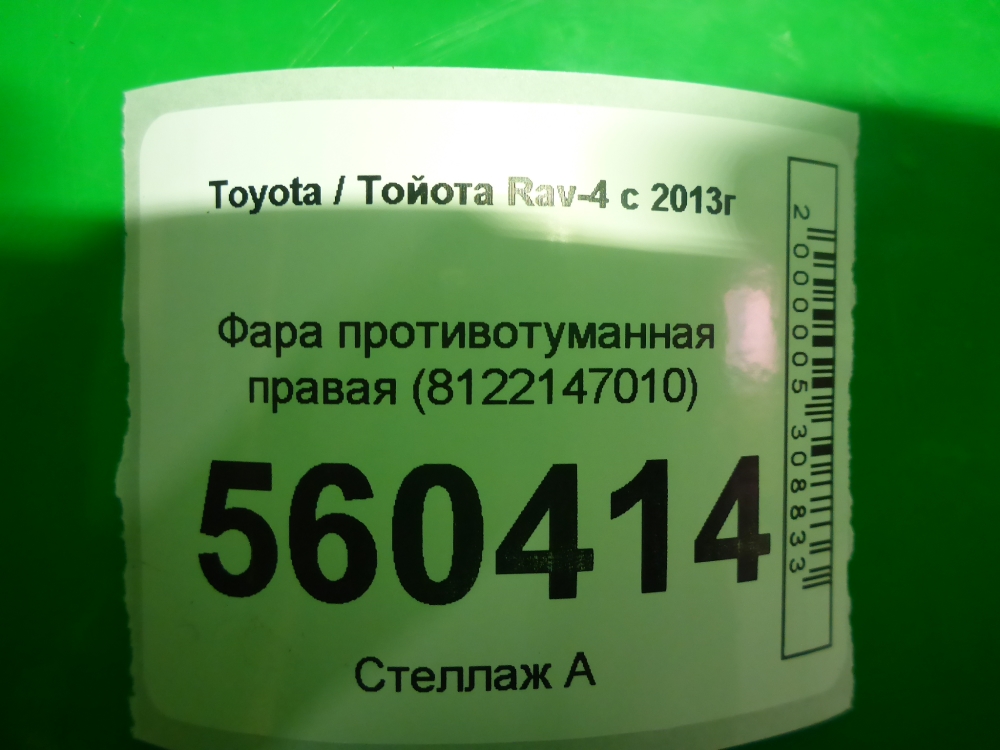 Toyota / Тойота Rav-4 с 2013г
Фара противотуманная
правая (8122147010)
560414
Стеллаж А
2000005308833